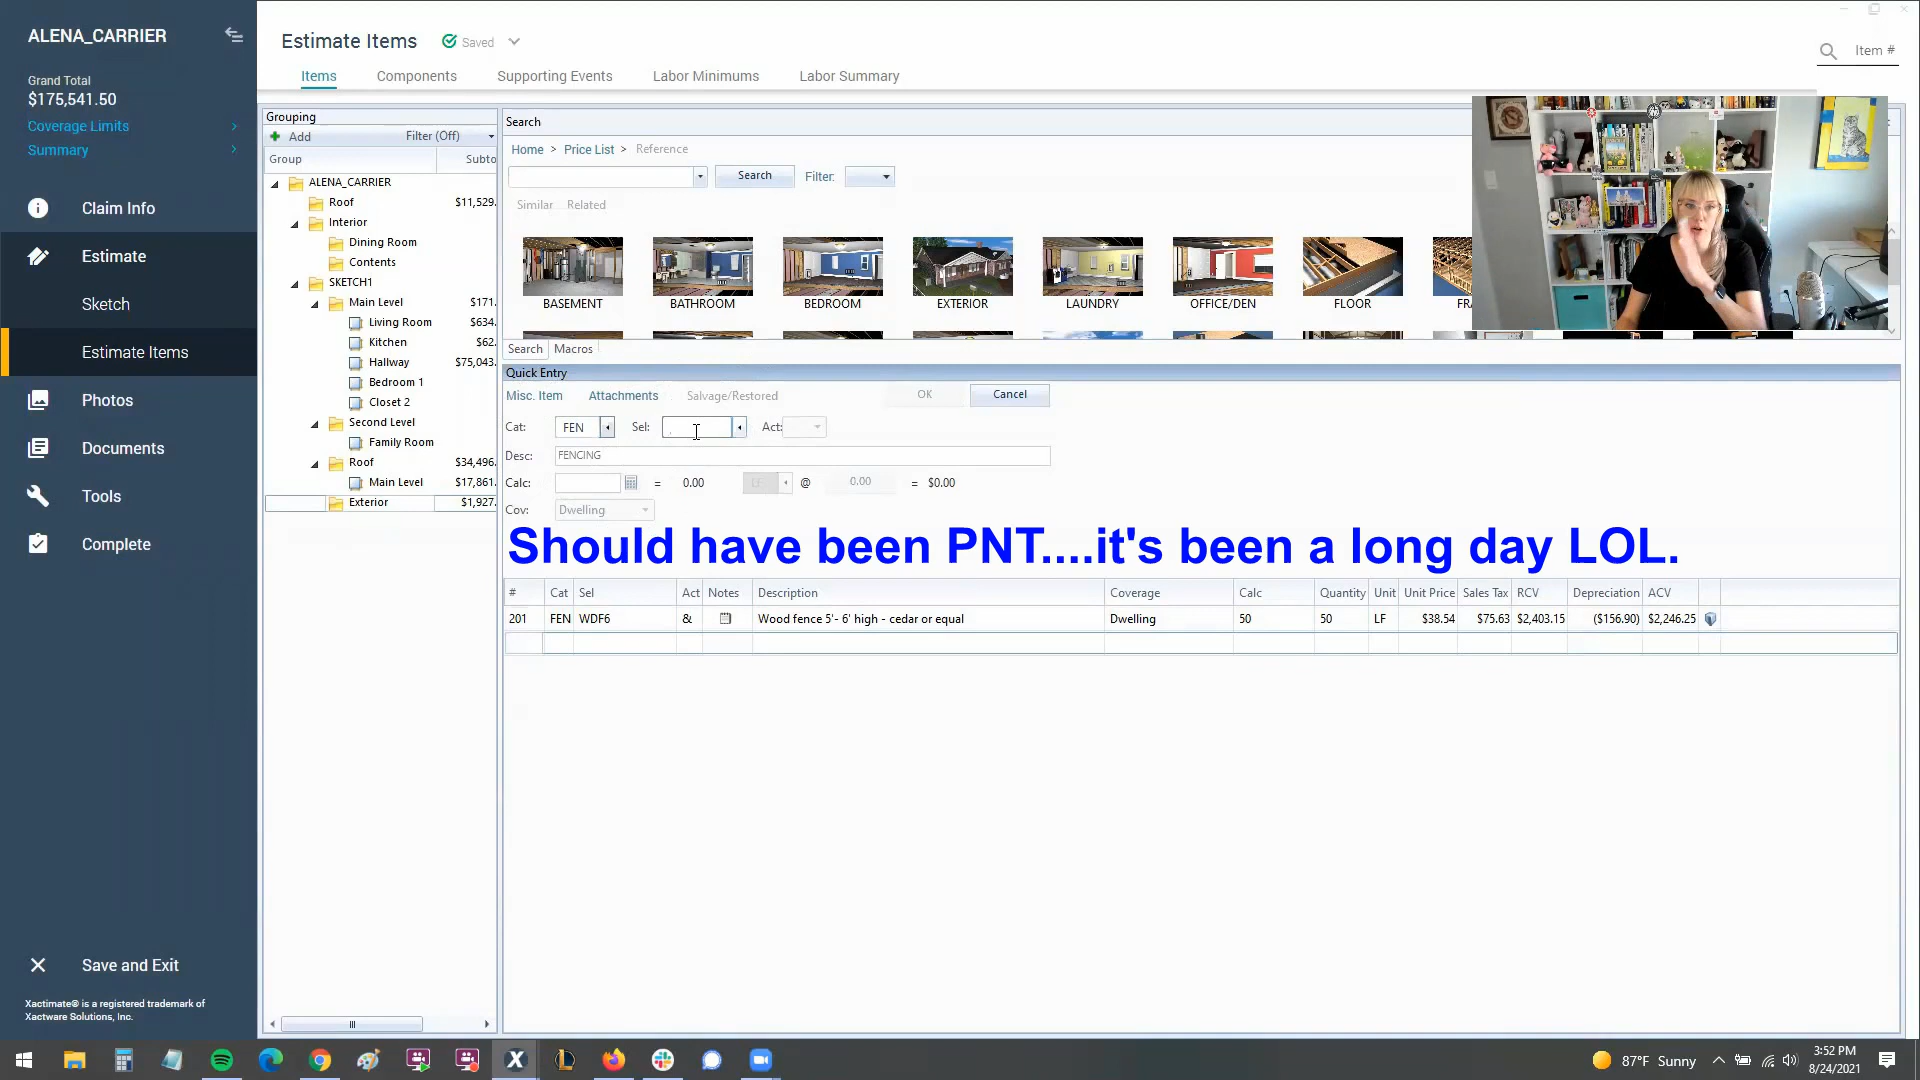 ALENA_CARRIER
Grand Total
$175,541.50
Coverage Limits
Summary
Claim Info
Estimate
Sketch
Estimate Items
Photos
Documents
Tools
Complete
Save and Exit
Xactimate® is a registered trademark of
Xactware Solutions, Inc.
Estimate Items
Saved
Item #
Items Components Supporting Events Labor Minimums Labor Summary
Grouping
Add Filter (Off)
Group Subto
ALENA_CARRIER
Roof $11,529.
Interior
Dining Room
Contents
SKETCH1
Main Level $171.
Living Room $634.
Kitchen $62.
Hallway $75,043.
Bedroom 1
Closet 2
Second Level
Family Room
Roof $34,496.
Main Level $17,861.
Exterior $1,927.
Search
Home > Price List > Reference
Search Filter:
Similar Related
BASEMENT BATHROOM BEDROOM EXTERIOR LAUNDRY OFFICE/DEN FLOOR FR
Search Macros
Quick Entry
Misc. Item Attachments Salvage/Restored OK Cancel
Cat: FEN Sel: Act:
Desc: FENCING
Calc: = 0.00 LF @ 0.00 = $0.00
Cov: Dwelling
Should have been PNT....it's been a long day LOL.
# Cat Sel Act Notes Description Coverage Calc Quantity Unit Unit Price Sales Tax RCV Depreciation ACV
201 FEN WDF6 & Wood fence 5'- 6' high - cedar or equal Dwelling 50 50 LF $38.54 $75.63 $2,403.15 ($156.90) $2,246.25
87°F Sunny
3:52 PM
8/24/2021